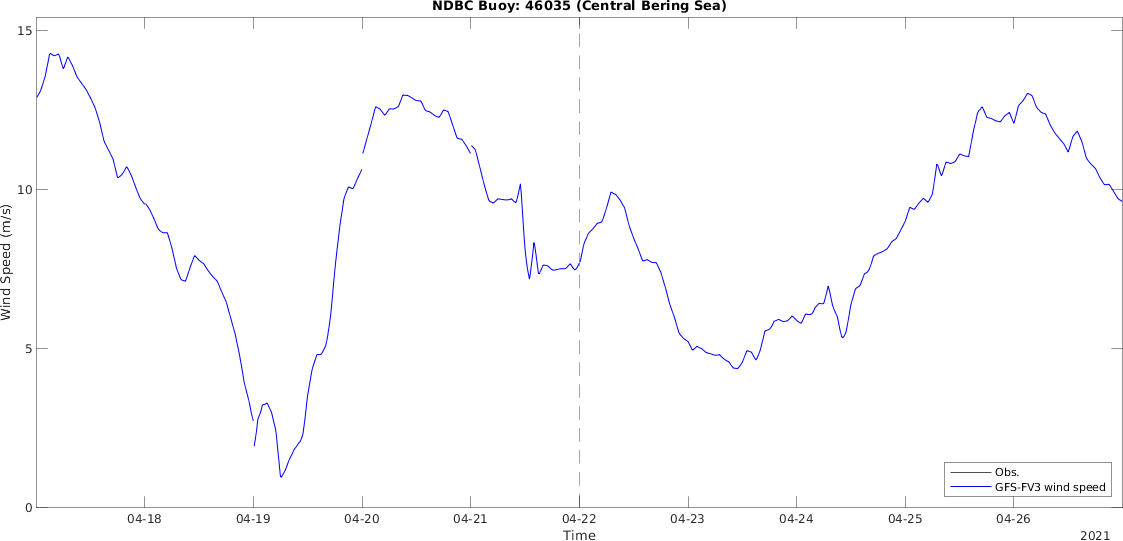 NDBC Buoy: 46035 (Central Bering Sea)
15
10
5
0
Wind Speed (m/s)
04-18 04-19 04-20 04-21 04-22 04-23 04-24 04-25 04-26
Time
2021
Obs.
GFS-FV3 wind speed